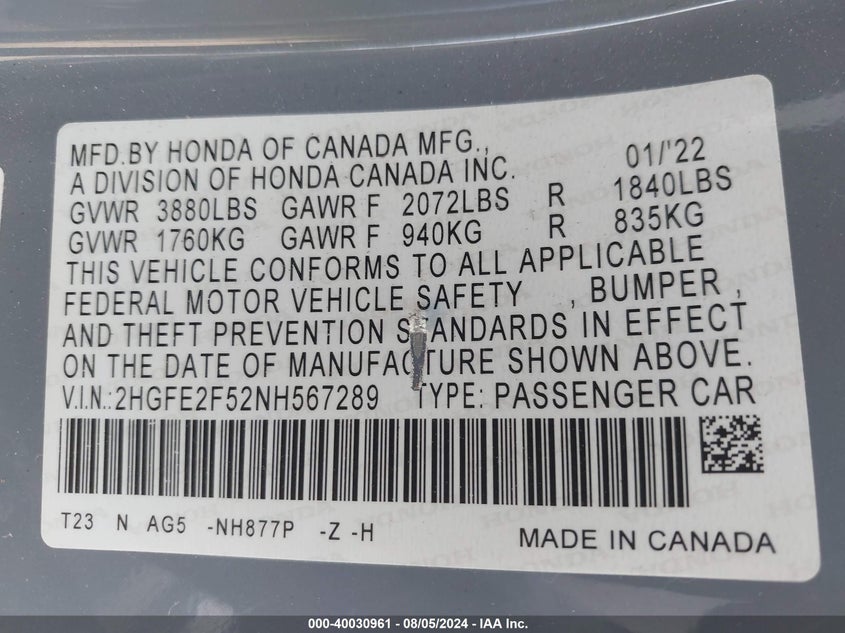 MFD.BY HONDA OF CANADA MFG., 01/'22
A DIVISION OF HONDA CANADA INC.
GVWR 3880LBS GAWR F 2072LBS R 1840LBS
GVWR 1760KG GAWR F 940KG R 835KG
THIS VEHICLE CONFORMS TO ALL APPLICABLE
FEDERAL MOTOR VEHICLE SAFETY , BUMPER ,
AND THEFT PREVENTION STANDARDS IN EFFECT
ON THE DATE OF MANUFACTURE SHOWN ABOVE.
V.I.N.:2HGFE2F52NH567289 TYPE: PASSENGER CAR
T23 N AG5 -NH877P -Z -H
MADE IN CANADA
000-40030961 - 08/05/2024 - IAA Inc.